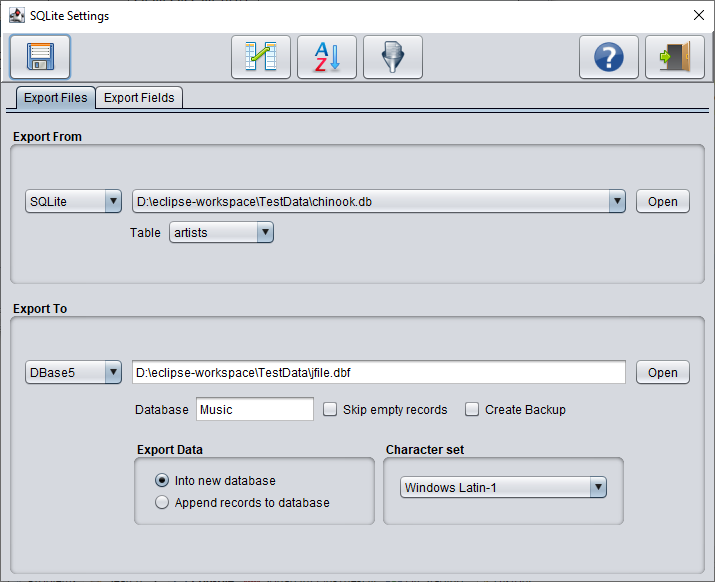 SQLite Settings
A
Z
?
Export Files Export Fields
Export From
SQLite D:\eclipse-workspace\TestData\chinook.db Open
Table artists
Export To
DBase5 D:\eclipse-workspace\TestData\jfile.dbf Open
Database Music Skip empty records Create Backup
Export Data Character set
Into new database Windows Latin-1
Append records to database